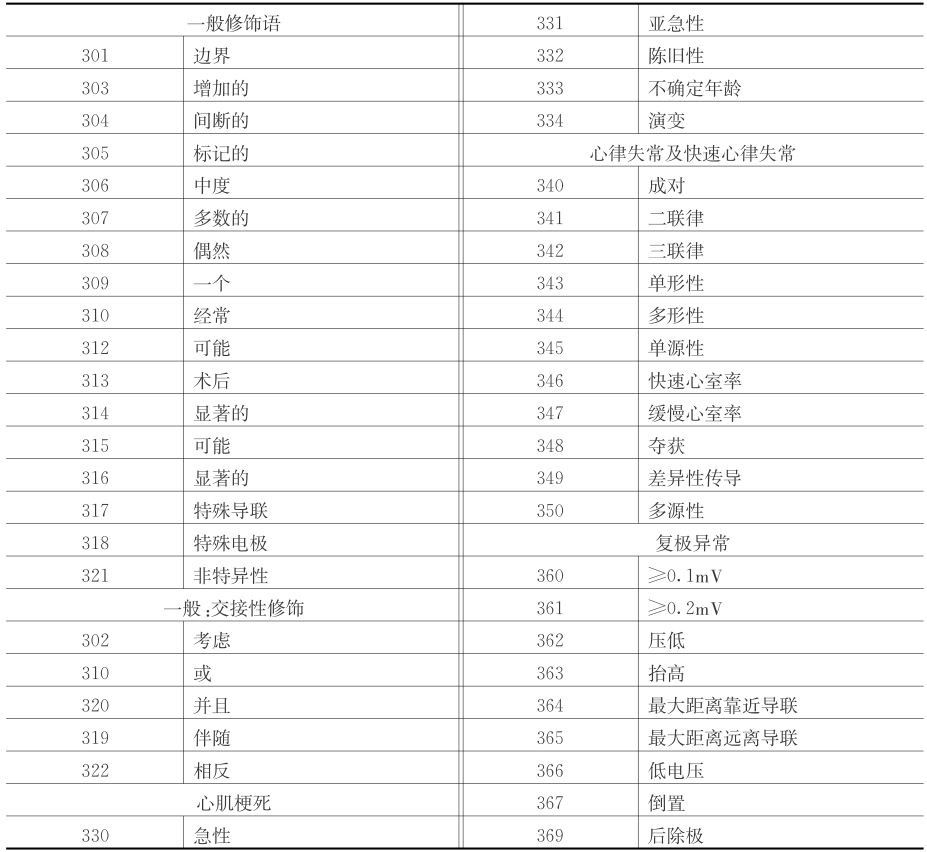 一般修饰语
301 边界
303 增加的
304 间断的
305 标记的
306 中度
307 多数的
308 偶然
309 一个
310 经常
312 可能
313 术后
314 显著的
315 可能
316 显著的
317 特殊导联
318 特殊电极
321 非特异性
一般:交接性修饰
302 考虑
310 或
320 并且
319 伴随
322 相反
心肌梗死
330 急性
331 亚急性
332 陈旧性
333 不确定年龄
334 演变
心律失常及快速心律失常
340 成对
341 二联律
342 三联律
343 单形性
344 多形性
345 单源性
346 快速心室率
347 缓慢心室率
348 夺获
349 差异性传导
350 多源性
复极异常
360 ≥0.1mV
361 ≥0.2mV
362 压低
363 抬高
364 最大距离靠近导联
365 最大距离远离导联
366 低电压
367 倒置
369 后除极